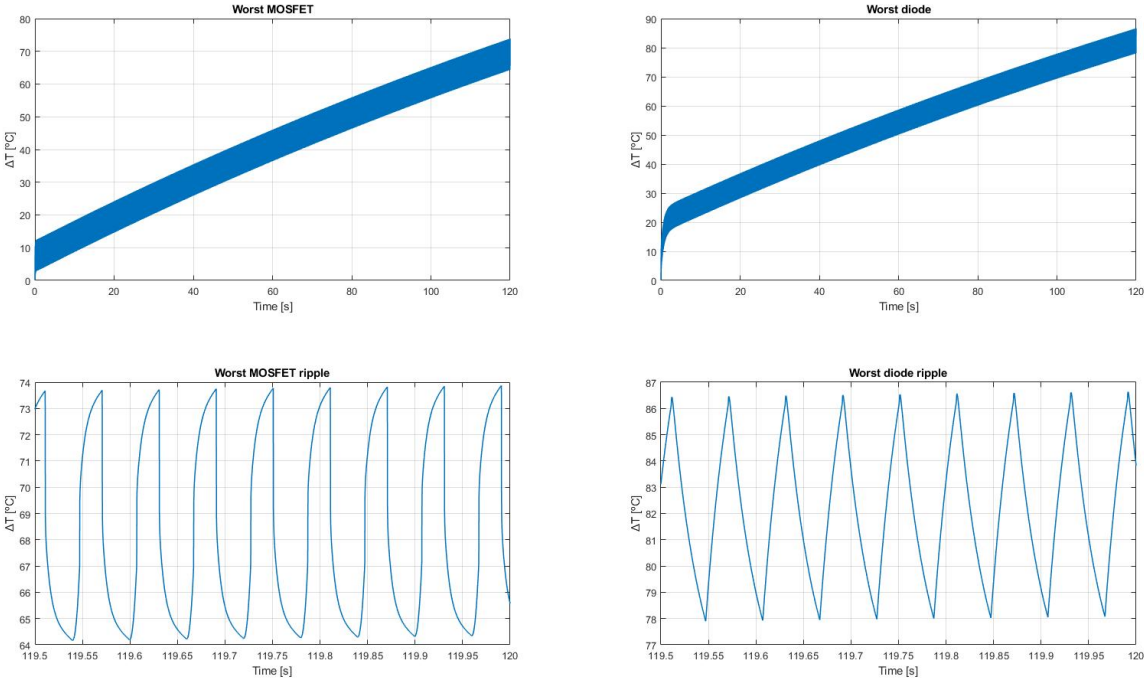 Worst MOSFET
80
70
60
50
40
30
20
10
0
ΔT [ºC]
0 20 40 60 80 100 120
Time [s]
Worst diode
90
80
70
60
50
40
30
20
10
0
ΔT [ºC]
0 20 40 60 80 100 120
Time [s]
Worst MOSFET ripple
74
73
72
71
70
69
68
67
66
65
64
ΔT [ºC]
119.5 119.55 119.6 119.65 119.7 119.75 119.8 119.85 119.9 119.95 120
Time [s]
Worst diode ripple
87
86
85
84
83
82
81
80
79
78
77
ΔT [ºC]
119.5 119.55 119.6 119.65 119.7 119.75 119.8 119.85 119.9 119.95 120
Time [s]